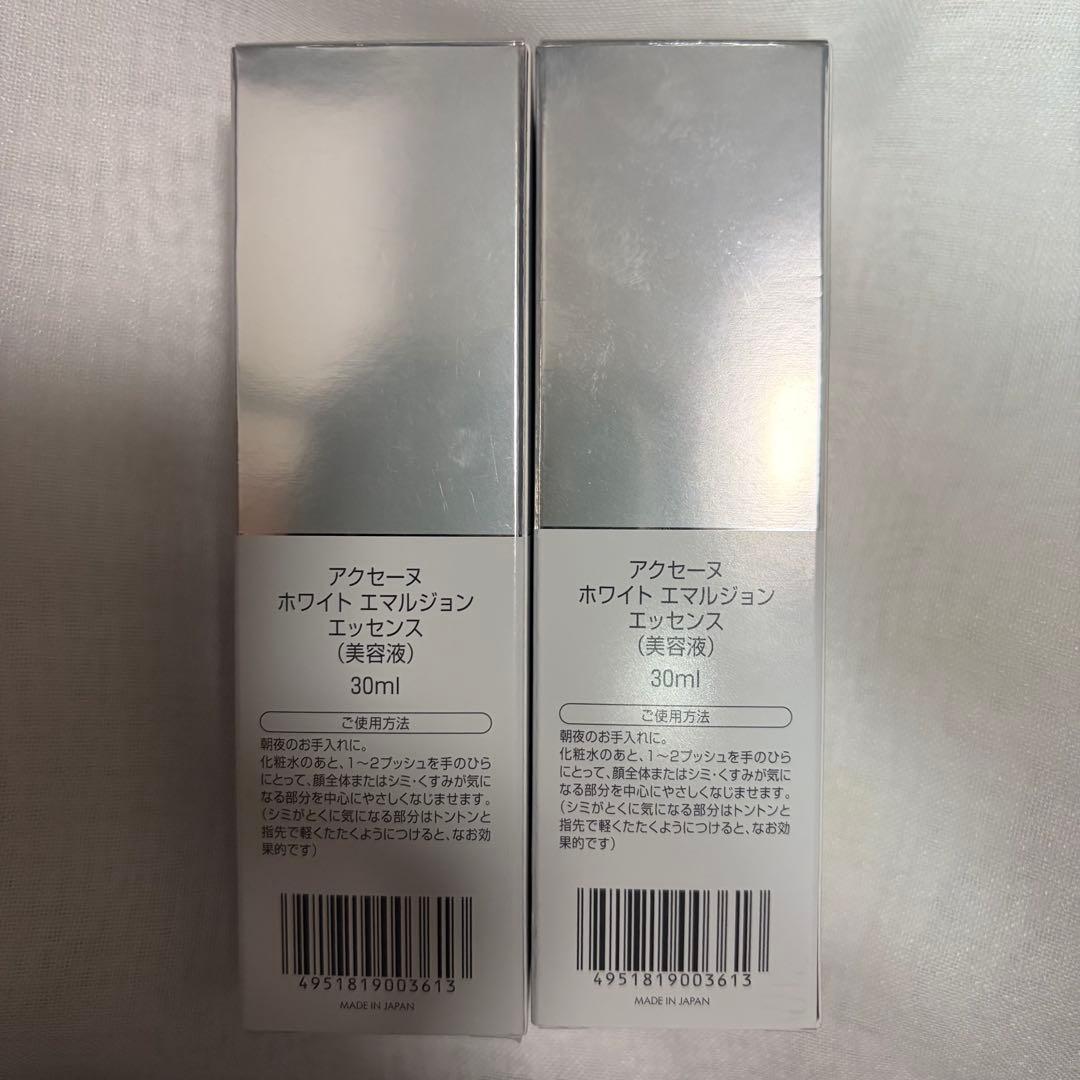 アクセーヌ
ホワイト エマルジョン
エッセンス
（美容液）
30ml
ご使用方法
朝夜のお手入れに。
化粧水のあと、1～2プッシュを手のひら
にとって、顔全体またはシミ・くすみが気に
なる部分を中心にやさしくなじませます。
（シミがとくに気になる部分はトントンと
指先で軽くたたくようにつけると、なお効
果的です）
4951819003613
MADE IN JAPAN
アクセーヌ
ホワイト エマルジョン
エッセンス
（美容液）
30ml
ご使用方法
朝夜のお手入れに。
化粧水のあと、1～2プッシュを手のひら
にとって、顔全体またはシミ・くすみが気に
なる部分を中心にやさしくなじませます。
（シミがとくに気になる部分はトントンと
指先で軽くたたくようにつけると、なお効
果的です）
4951819003613
MADE IN JAPAN